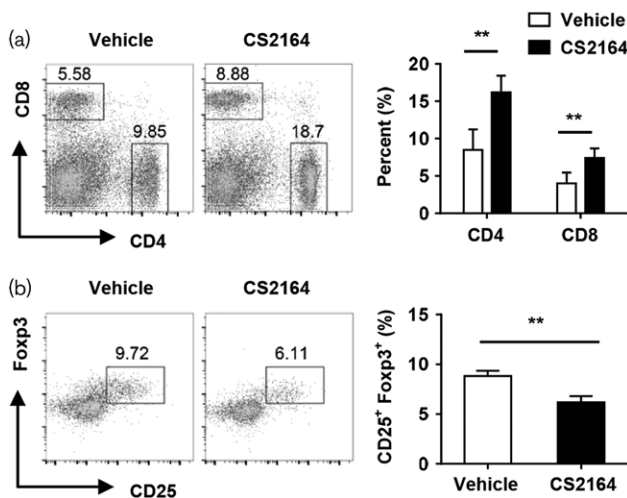 (a)
Vehicle
CS2164
CD8
5.58
9.85
8.88
18.7
CD4
Vehicle
CS2164
Percent (%)
20
15
10
5
0
**
**
CD4
CD8
(b)
Vehicle
CS2164
Foxp3
9.72
6.11
CD25
CD25+ Foxp3+ (%)
15
10
5
0
**
Vehicle
CS2164